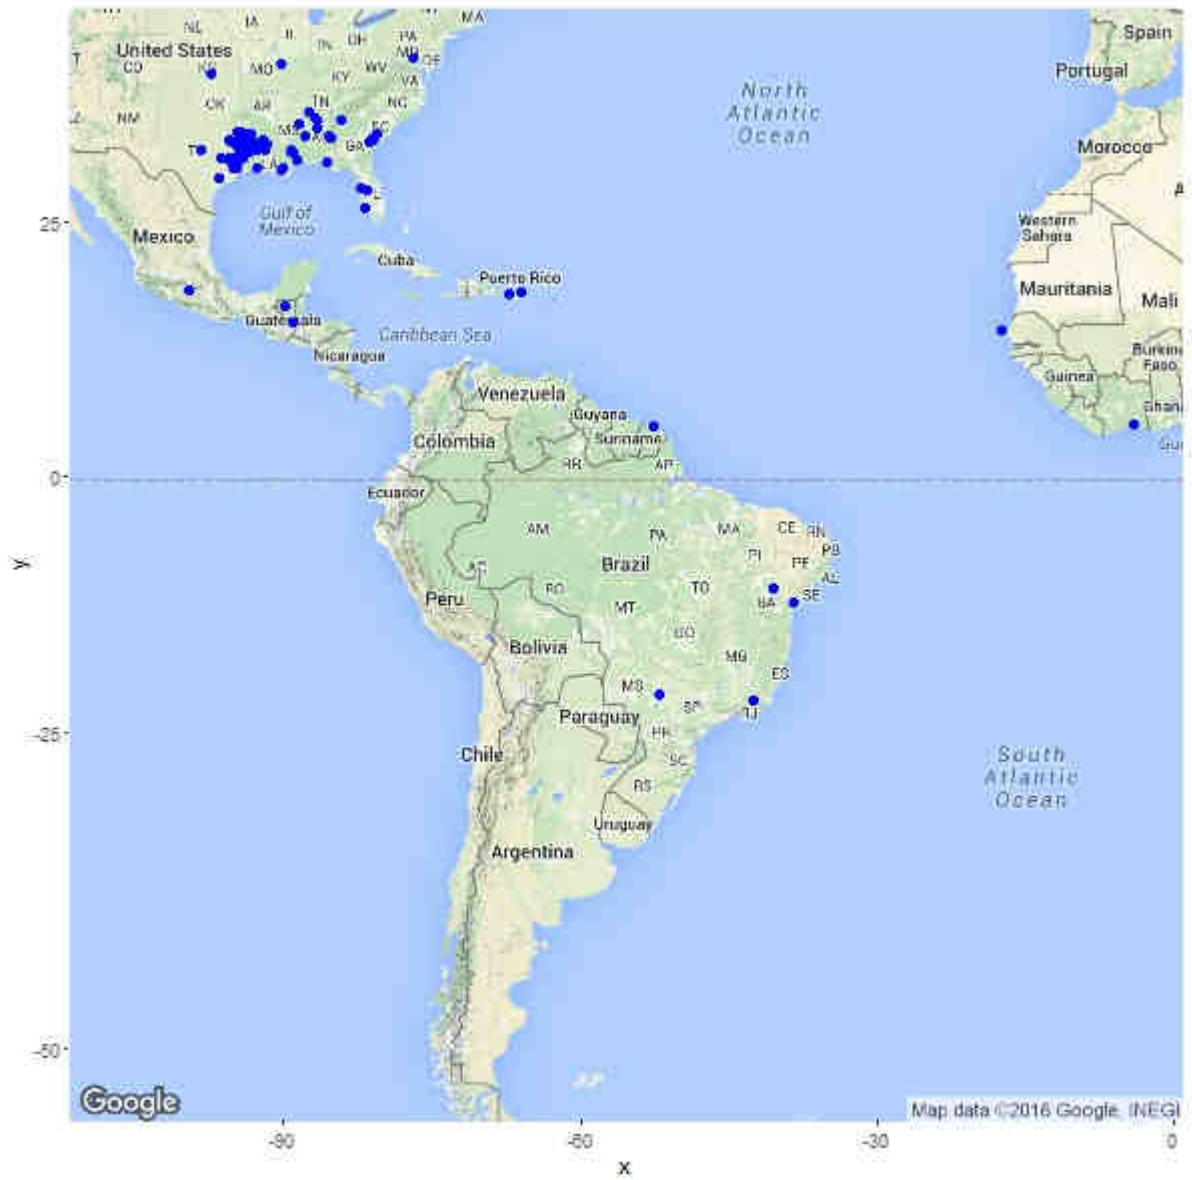 MA
NL
IA
IL
IN
OH
PA
MD
DE
United States
CO
MO
KY
WV
VA
OK
AR
TN
NC
NM
MS
GA
25
Gulf of
Mexico
Mexico
Cuba
Puerto Rico
Guatemala
Caribbean Sea
Nicaragua
North
Atlantic
Ocean
Spain
Portugal
Morocco
Western
Sahara
Mauritania
Mali
Guinea
Venezuela
Guyana
Suriname
Colombia
RR
AP
0
Ecuador
AM
PA
MA
CE
RN
PB
PI
PE
AL
SE
y
Brazil
AC
RO
TO
BA
MT
GO
Peru
Bolivia
MG
ES
MS
SP
RJ
Paraguay
PR
-25
SC
Chile
RS
Uruguay
Argentina
South
Atlantic
Ocean
-50
Google
Map data ©2016 Google, INEGI
-90
-60
-30
0
x